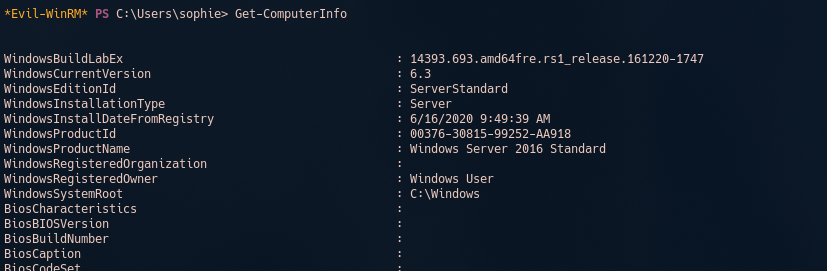 *Evil-WinRM* PS C:\Users\sophie> Get-ComputerInfo
WindowsBuildLabEx : 14393.693.amd64fre.rs1_release.161220-1747
WindowsCurrentVersion : 6.3
WindowsEditionId : ServerStandard
WindowsInstallationType : Server
WindowsInstallDateFromRegistry : 6/16/2020 9:49:39 AM
WindowsProductId : 00376-30815-99252-AA918
WindowsProductName : Windows Server 2016 Standard
WindowsRegisteredOrganization :
WindowsRegisteredOwner : Windows User
WindowsSystemRoot : C:\Windows
BiosCharacteristics :
BiosBIOSVersion :
BiosBuildNumber :
BiosCaption :
BiosCodeSet :